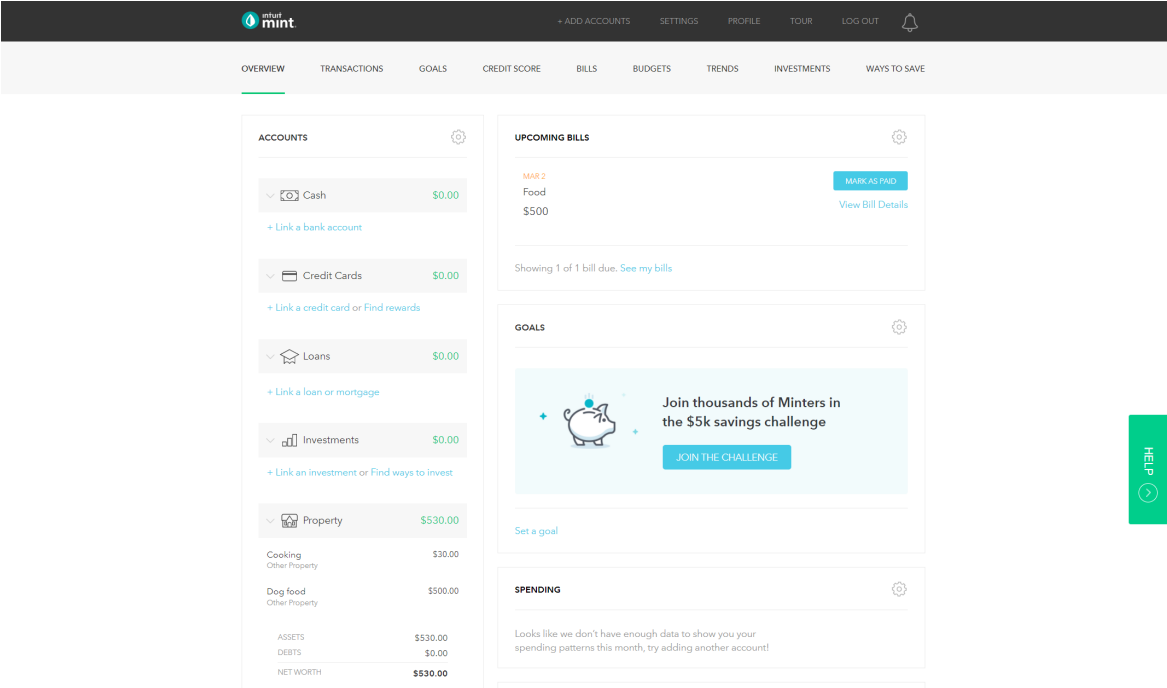 intuit
mint
+ ADD ACCOUNTS SETTINGS PROFILE TOUR LOG OUT
OVERVIEW TRANSACTIONS GOALS CREDIT SCORE BILLS BUDGETS TRENDS INVESTMENTS WAYS TO SAVE
ACCOUNTS
Cash $0.00
+ Link a bank account
Credit Cards $0.00
+ Link a credit card or Find rewards
Loans $0.00
+ Link a loan or mortgage
Investments $0.00
+ Link an investment or Find ways to invest
Property $530.00
Cooking $30.00
Other Property
Dog food $500.00
Other Property
ASSETS $530.00
DEBTS $0.00
NET WORTH $530.00
UPCOMING BILLS
MAR 2
Food
$500
MARK AS PAID
View Bill Details
Showing 1 of 1 bill due. See my bills
GOALS
Join thousands of Minters in
the $5k savings challenge
JOIN THE CHALLENGE
Set a goal
SPENDING
Looks like we don't have enough data to show you your
spending patterns this month, try adding another account!
HELP